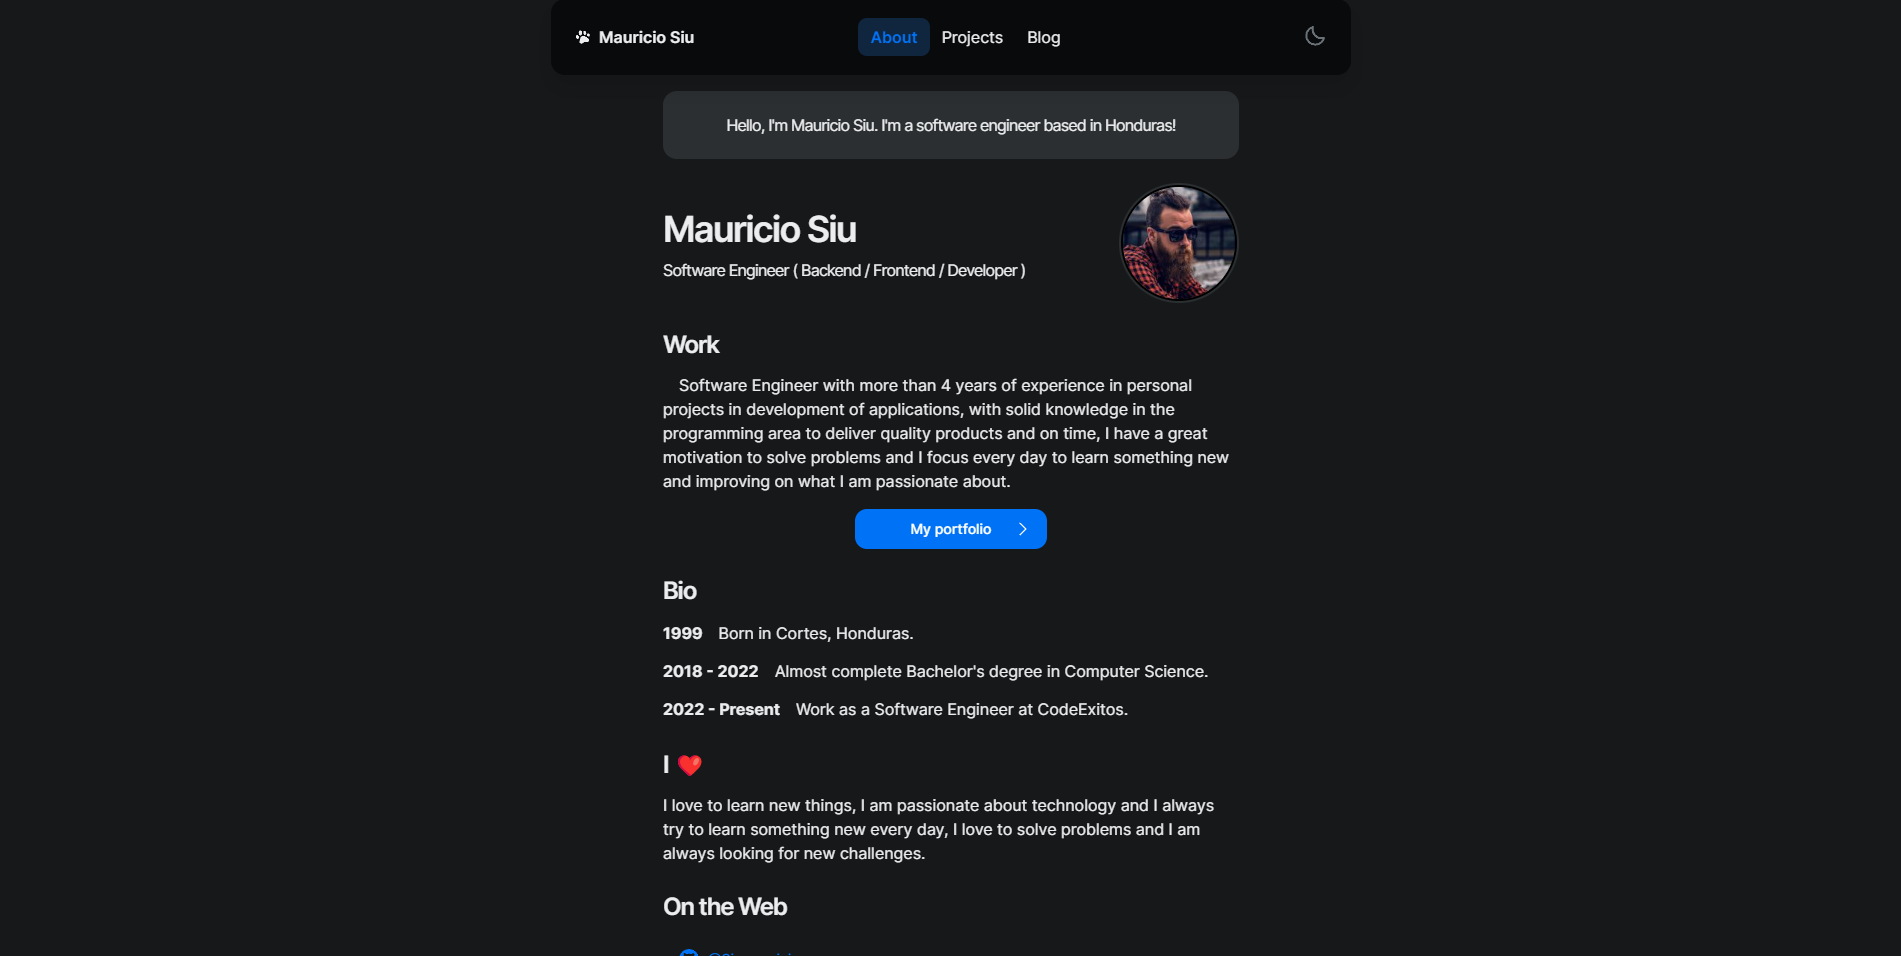 Mauricio Siu
About Projects Blog
Hello, I'm Mauricio Siu. I'm a software engineer based in Honduras!
Mauricio Siu
Software Engineer ( Backend / Frontend / Developer )
Work
Software Engineer with more than 4 years of experience in personal
projects in development of applications, with solid knowledge in the
programming area to deliver quality products and on time, I have a great
motivation to solve problems and I focus every day to learn something new
and improving on what I am passionate about.
My portfolio
Bio
1999 Born in Cortes, Honduras.
2018 - 2022 Almost complete Bachelor's degree in Computer Science.
2022 - Present Work as a Software Engineer at CodeExitos.
I ❤️
I love to learn new things, I am passionate about technology and I always
try to learn something new every day, I love to solve problems and I am
always looking for new challenges.
On the Web